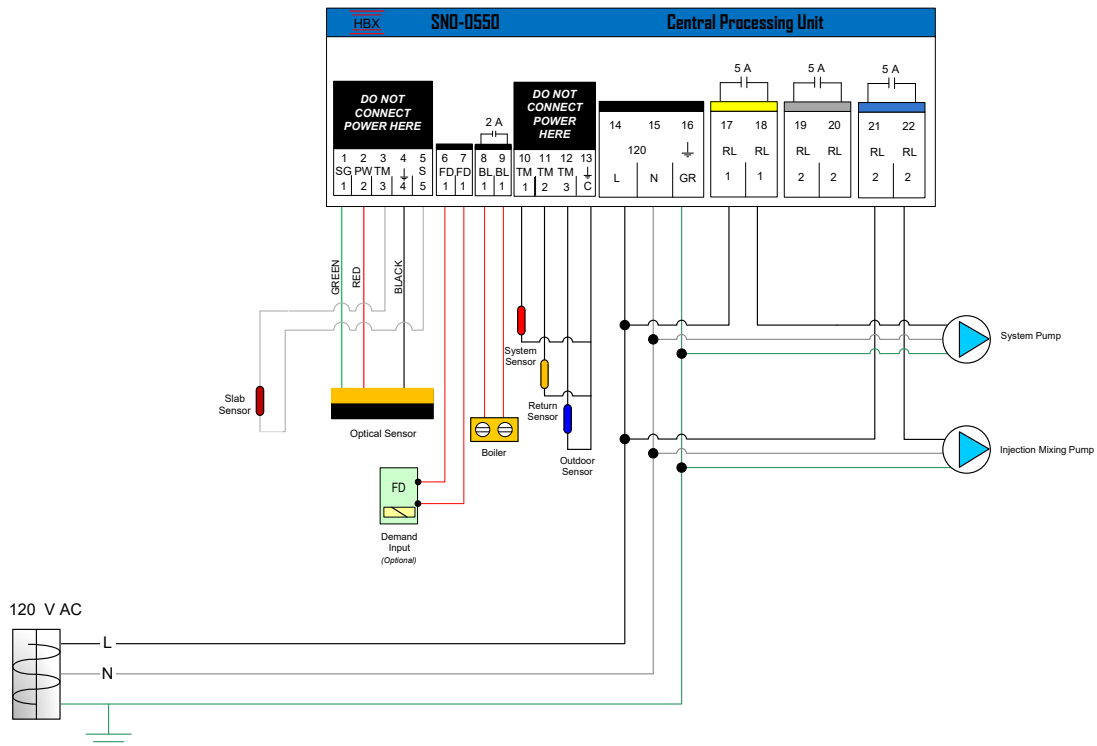 HBX SNO-0550 Central Processing Unit
5 A 5 A 5 A
DO NOT
CONNECT
POWER HERE
DO NOT
CONNECT
POWER
HERE
2 A
14 15 16 17 18 19 20 21 22
120 RL RL RL RL RL RL
L N GR 1 1 2 2 2 2
1 2 3 4 5 6 7 8 9 10 11 12 13
SG PW TM S FD FD BL BL TM TM TM
1 2 3 4 5 1 1 1 1 1 2 3 C
GREEN
RED
BLACK
System
Sensor
System Pump
Slab
Sensor
Return
Sensor
Optical Sensor
Boiler
Outdoor
Sensor
Injection Mixing Pump
FD
Demand
Input
(Optional)
120 V AC
L
N